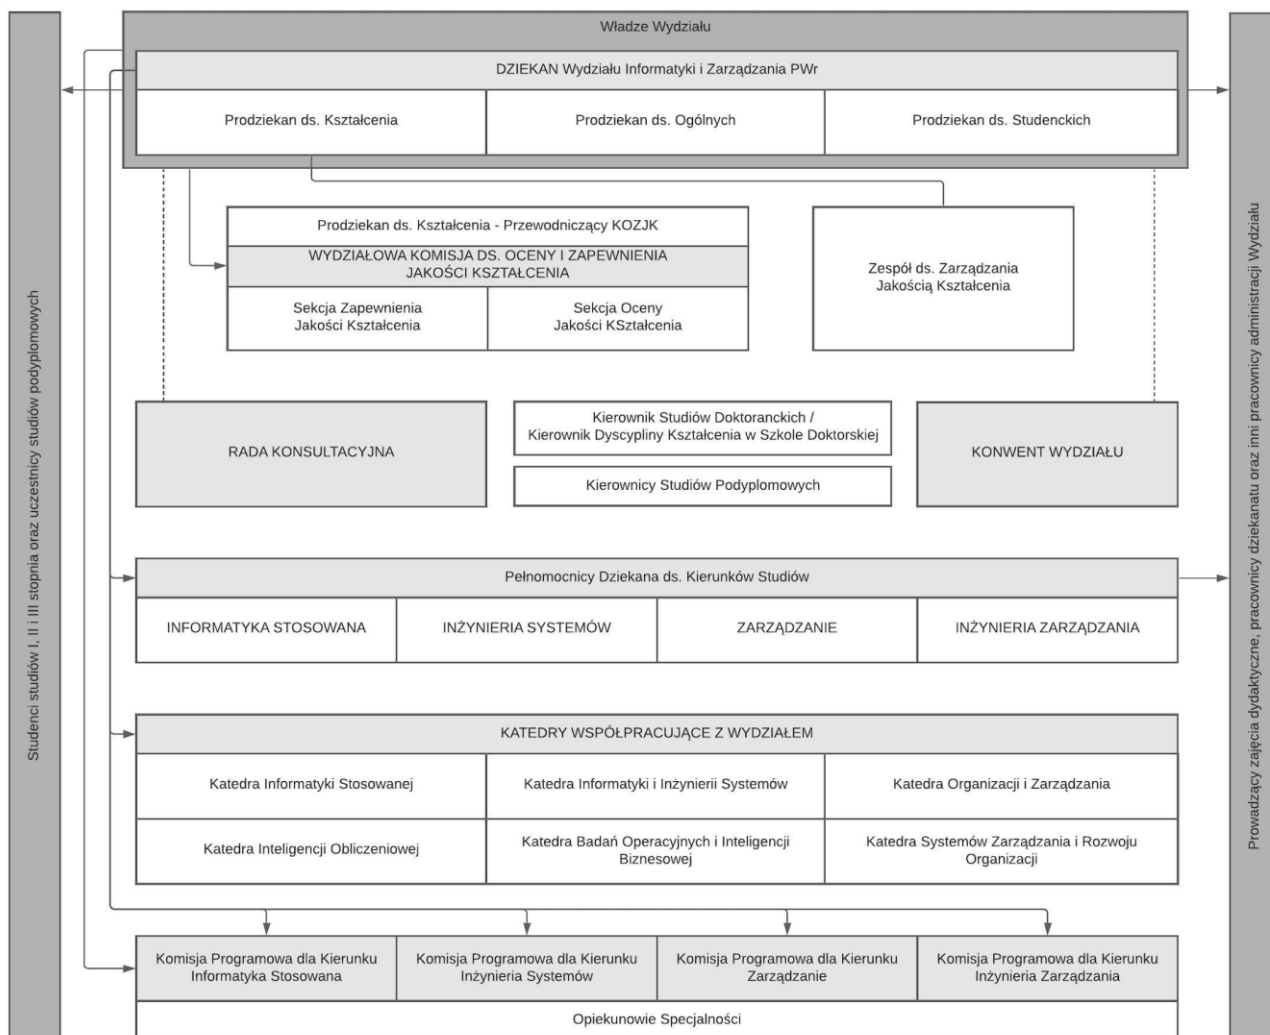 Studenci studiów I, II i III stopnia oraz uczestnicy studiów podyplomowych
Władze Wydziału
DZIEKAN Wydziału Informatyki i Zarządzania PWr
Prodziekan ds. Kształcenia
Prodziekan ds. Ogólnych
Prodziekan ds. Studenckich
Prodziekan ds. Kształcenia - Przewodniczący KOZJK
WYDZIAŁOWA KOMISJA DS. OCENY I ZAPEWNIENIA
JAKOŚCI KSZTAŁCENIA
Sekcja Zapewnienia
Jakości Kształcenia
Sekcja Oceny
Jakości KSztałcenia
Zespół ds. Zarządzania
Jakością Kształcenia
RADA KONSULTACYJNA
Kierownik Studiów Doktoranckich /
Kierownik Dyscypliny Kształcenia w Szkole Doktorskiej
Kierownicy Studiów Podyplomowych
KONWENT WYDZIAŁU
Pełnomocnicy Dziekana ds. Kierunków Studiów
INFORMATYKA STOSOWANA
INŻYNIERIA SYSTEMÓW
ZARZĄDZANIE
INŻYNIERIA ZARZĄDZANIA
KATEDRY WSPÓŁPRACUJĄCE Z WYDZIAŁEM
Katedra Informatyki Stosowanej
Katedra Informatyki i Inżynierii Systemów
Katedra Organizacji i Zarządzania
Katedra Inteligencji Obliczeniowej
Katedra Badań Operacyjnych i Inteligencji
Biznesowej
Katedra Systemów Zarządzania i Rozwoju
Organizacji
Komisja Programowa dla Kierunku
Informatyka Stosowana
Komisja Programowa dla Kierunku
Inżynieria Systemów
Komisja Programowa dla Kierunku
Zarządzanie
Komisja Programowa dla Kierunku
Inżynieria Zarządzania
Opiekunowie Specjalności
Prowadzący zajęcia dydaktyczne, pracownicy dziekanatu oraz inni pracownicy administracji Wydziału